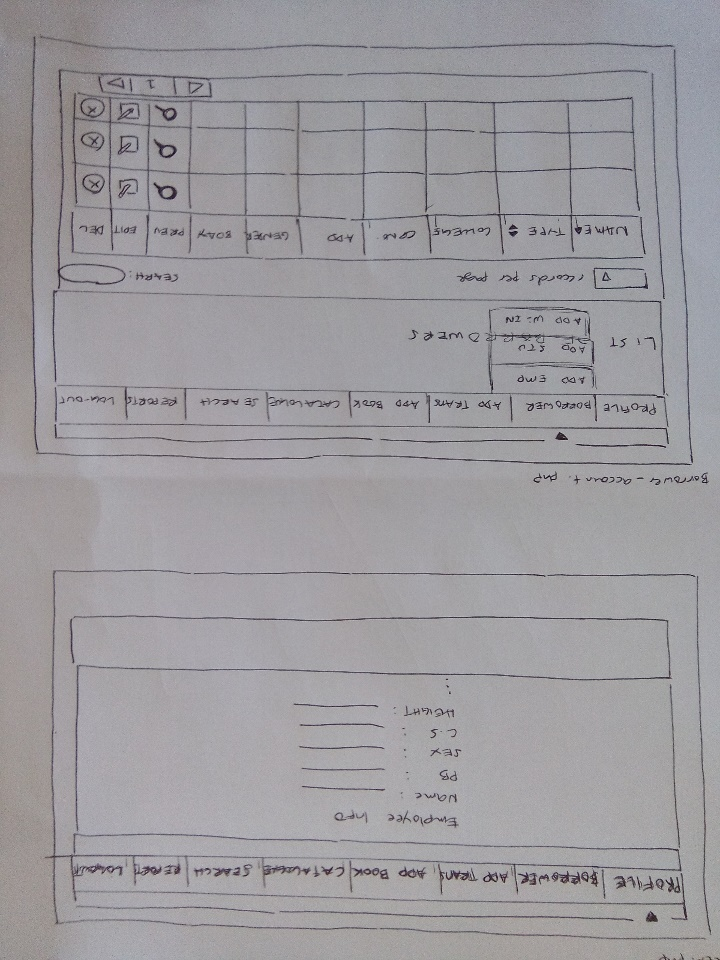 PROFILE BORROWER ADD TRANS ADD BOOK CATALOGUE SEARCH REPORT LOGOUT
Employee INFO
Name :
PB :
SEX :
C.S :
HEIGHT :
Borrower-account.php
PROFILE BORROWER ADD TRANS ADD BOOK CATALOGUE SEARCH REPORTS LOG-OUT
ADD EMP
ADD STU
LIST OF BORROWERS
ADD W-IN
records per page
SEARH:
NAME TYPE COLLEGE CONO. ADD GENDER BDAY PREV EDIT DEL
1